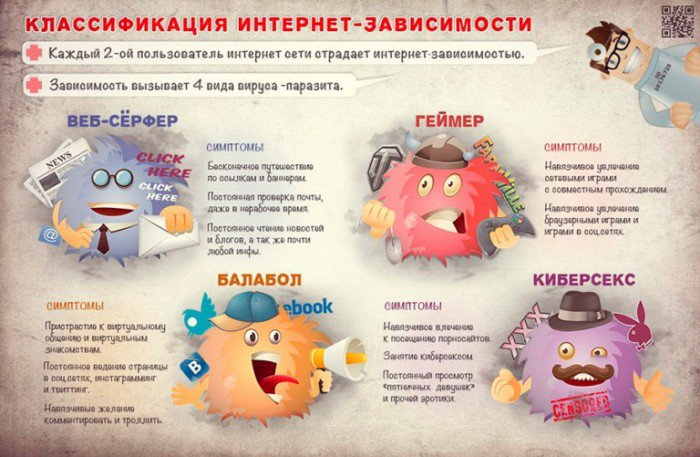 КЛАССИФИКАЦИЯ ИНТЕРНЕТ-ЗАВИСИМОСТИ
Каждый 2-ой пользователь интернет сети страдает интернет-зависимостью.
Зависимость вызывает 4 вида вируса -паразита.
ВЕБ-СЁРФЕР
NEWS
CLICK
HERE
CLICK
HERE
@
СИМПТОМЫ
Бесконечное путешествие
по ссылкам и баннерам.
Постоянная проверка почты,
даже в нерабочее время.
Постоянное чтение новостей
и блогов, а так же почти
любой инфы.
ГЕЙМЕР
FARMVILLE
СИМПТОМЫ
Навязчивое увлечение
сетевыми играми
с совместным прохождением.
Навязчивое увлечение
браузерными играми и
играми в соц.сетях.
БАЛАБОЛ
ebook
B
СИМПТОМЫ
Пристрастие к виртуальному
общению и виртуальным
знакомствам.
Постоянное ведение страницы
в соц.сетях, инстаграмминг
и твиттинг.
Навязчивые желание
комментировать и троллить.
КИБЕРСЕКС
XXX
CENSORED
СИМПТОМЫ
Навязчивое влечение
к посещению порносайтов.
Занятие киберсексом.
Постоянный просмотр
«пятничных девушек»
и прочей эротики.